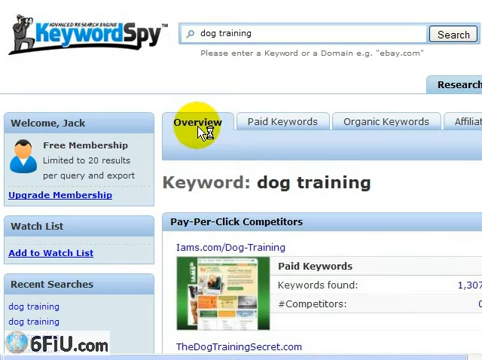 ADVANCED RESEARCH ENGINE
KeywordSpy™
dog training
Search
Please enter a Keyword or a Domain e.g. "ebay.com"
Research
Welcome, Jack
Free Membership
Limited to 20 results
per query and export
Upgrade Membership
Watch List
Add to Watch List
Recent Searches
dog training
dog training
6FiU.com
Overview
Paid Keywords
Organic Keywords
Affiliat
Keyword: dog training
Pay-Per-Click Competitors
Iams.com/Dog-Training
Paid Keywords
Keywords found: 1,307
#Competitors: 0
TheDogTrainingSecret.com